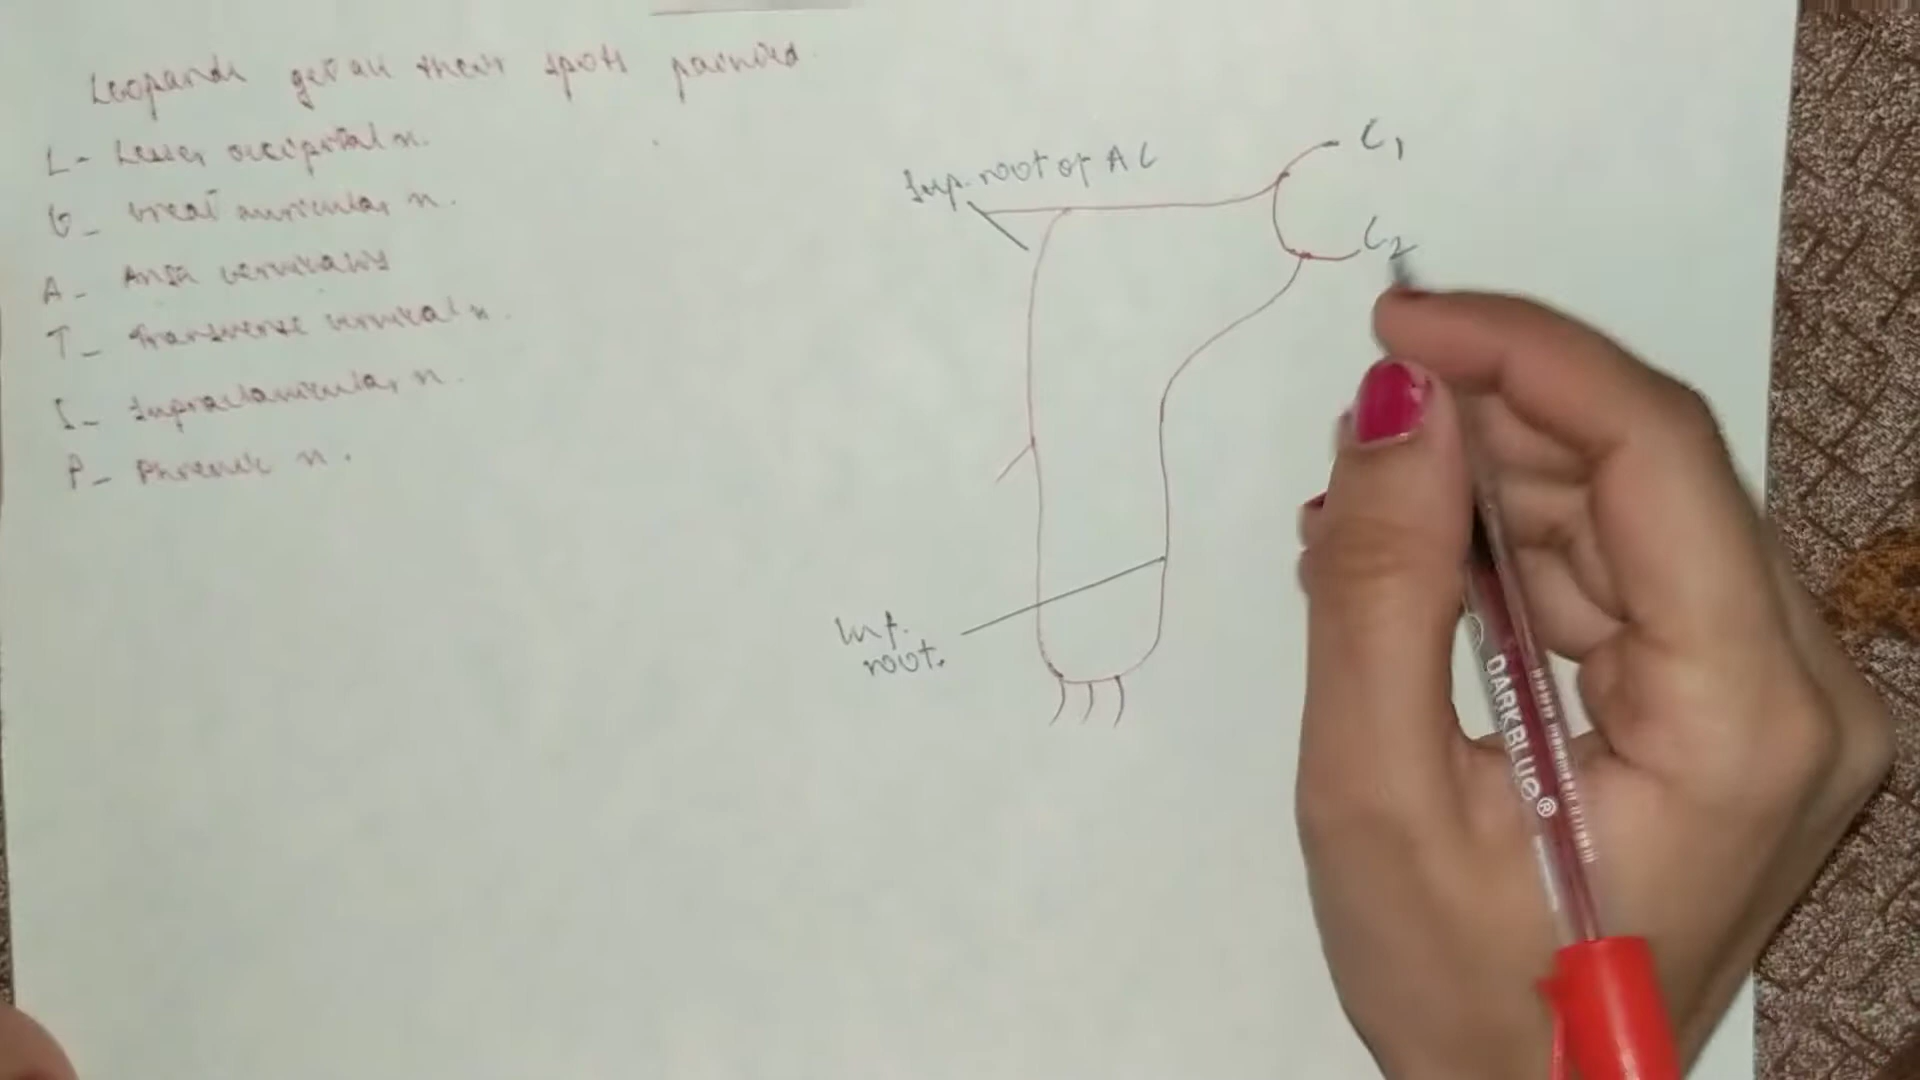 Leopards get all their spots painted.
L- Lesser occipital n.
G- Great auricular n.
A- Ansa cervicalis
T- Transverse cervical n.
S- Supraclavicular n.
P- Phrenic n.
Sup. root of AC
C1
C2
Inf.
root.
DARKBLUe®